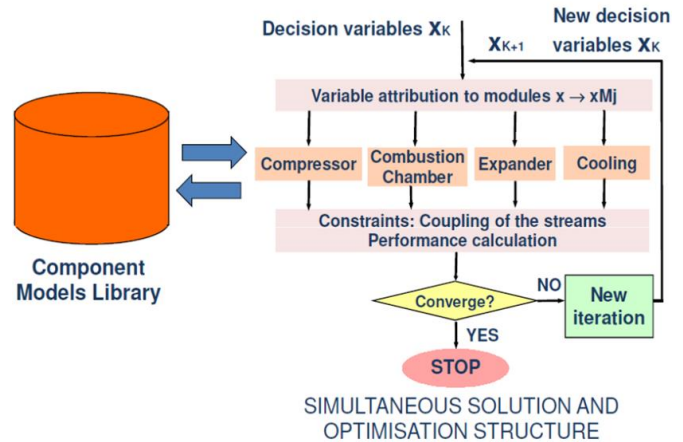 Decision variables XK
New decision
variables XK
XK+1
Variable attribution to modules x → xMj
Compressor
Combustion
Chamber
Expander
Cooling
Constraints: Coupling of the streams
Performance calculation
Component
Models Library
Converge?
NO
New
iteration
YES
STOP
SIMULTANEOUS SOLUTION AND
OPTIMISATION STRUCTURE